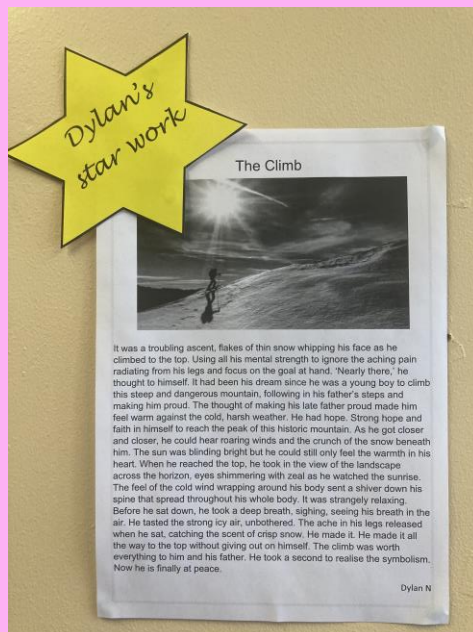 Dylan's
star work
The Climb
It was a troubling ascent, flakes of thin snow whipping his face as he
climbed to the top. Using all his mental strength to ignore the aching pain
radiating from his legs and focus on the goal at hand. 'Nearly there,' he
thought to himself. It had been his dream since he was a young boy to climb
this steep and dangerous mountain, following in his father's steps and
making him proud. The thought of making his late father proud made him
feel warm against the cold, harsh weather. He had hope. Strong hope and
faith in himself to reach the peak of this historic mountain. As he got closer
and closer, he could hear roaring winds and the crunch of the snow beneath
him. The sun was blinding bright but he could still only feel the warmth in his
heart. When he reached the top, he took in the view of the landscape
across the horizon, eyes shimmering with zeal as he watched the sunrise.
The feel of the cold wind wrapping around his body sent a shiver down his
spine that spread throughout his whole body. It was strangely relaxing.
Before he sat down, he took a deep breath, sighing, seeing his breath in the
air. He tasted the strong icy air, unbothered. The ache in his legs released
when he sat, catching the scent of crisp snow. He made it. He made it all
the way to the top without giving out on himself. The climb was worth
everything to him and his father. He took a second to realise the symbolism.
Now he is finally at peace.
Dylan N